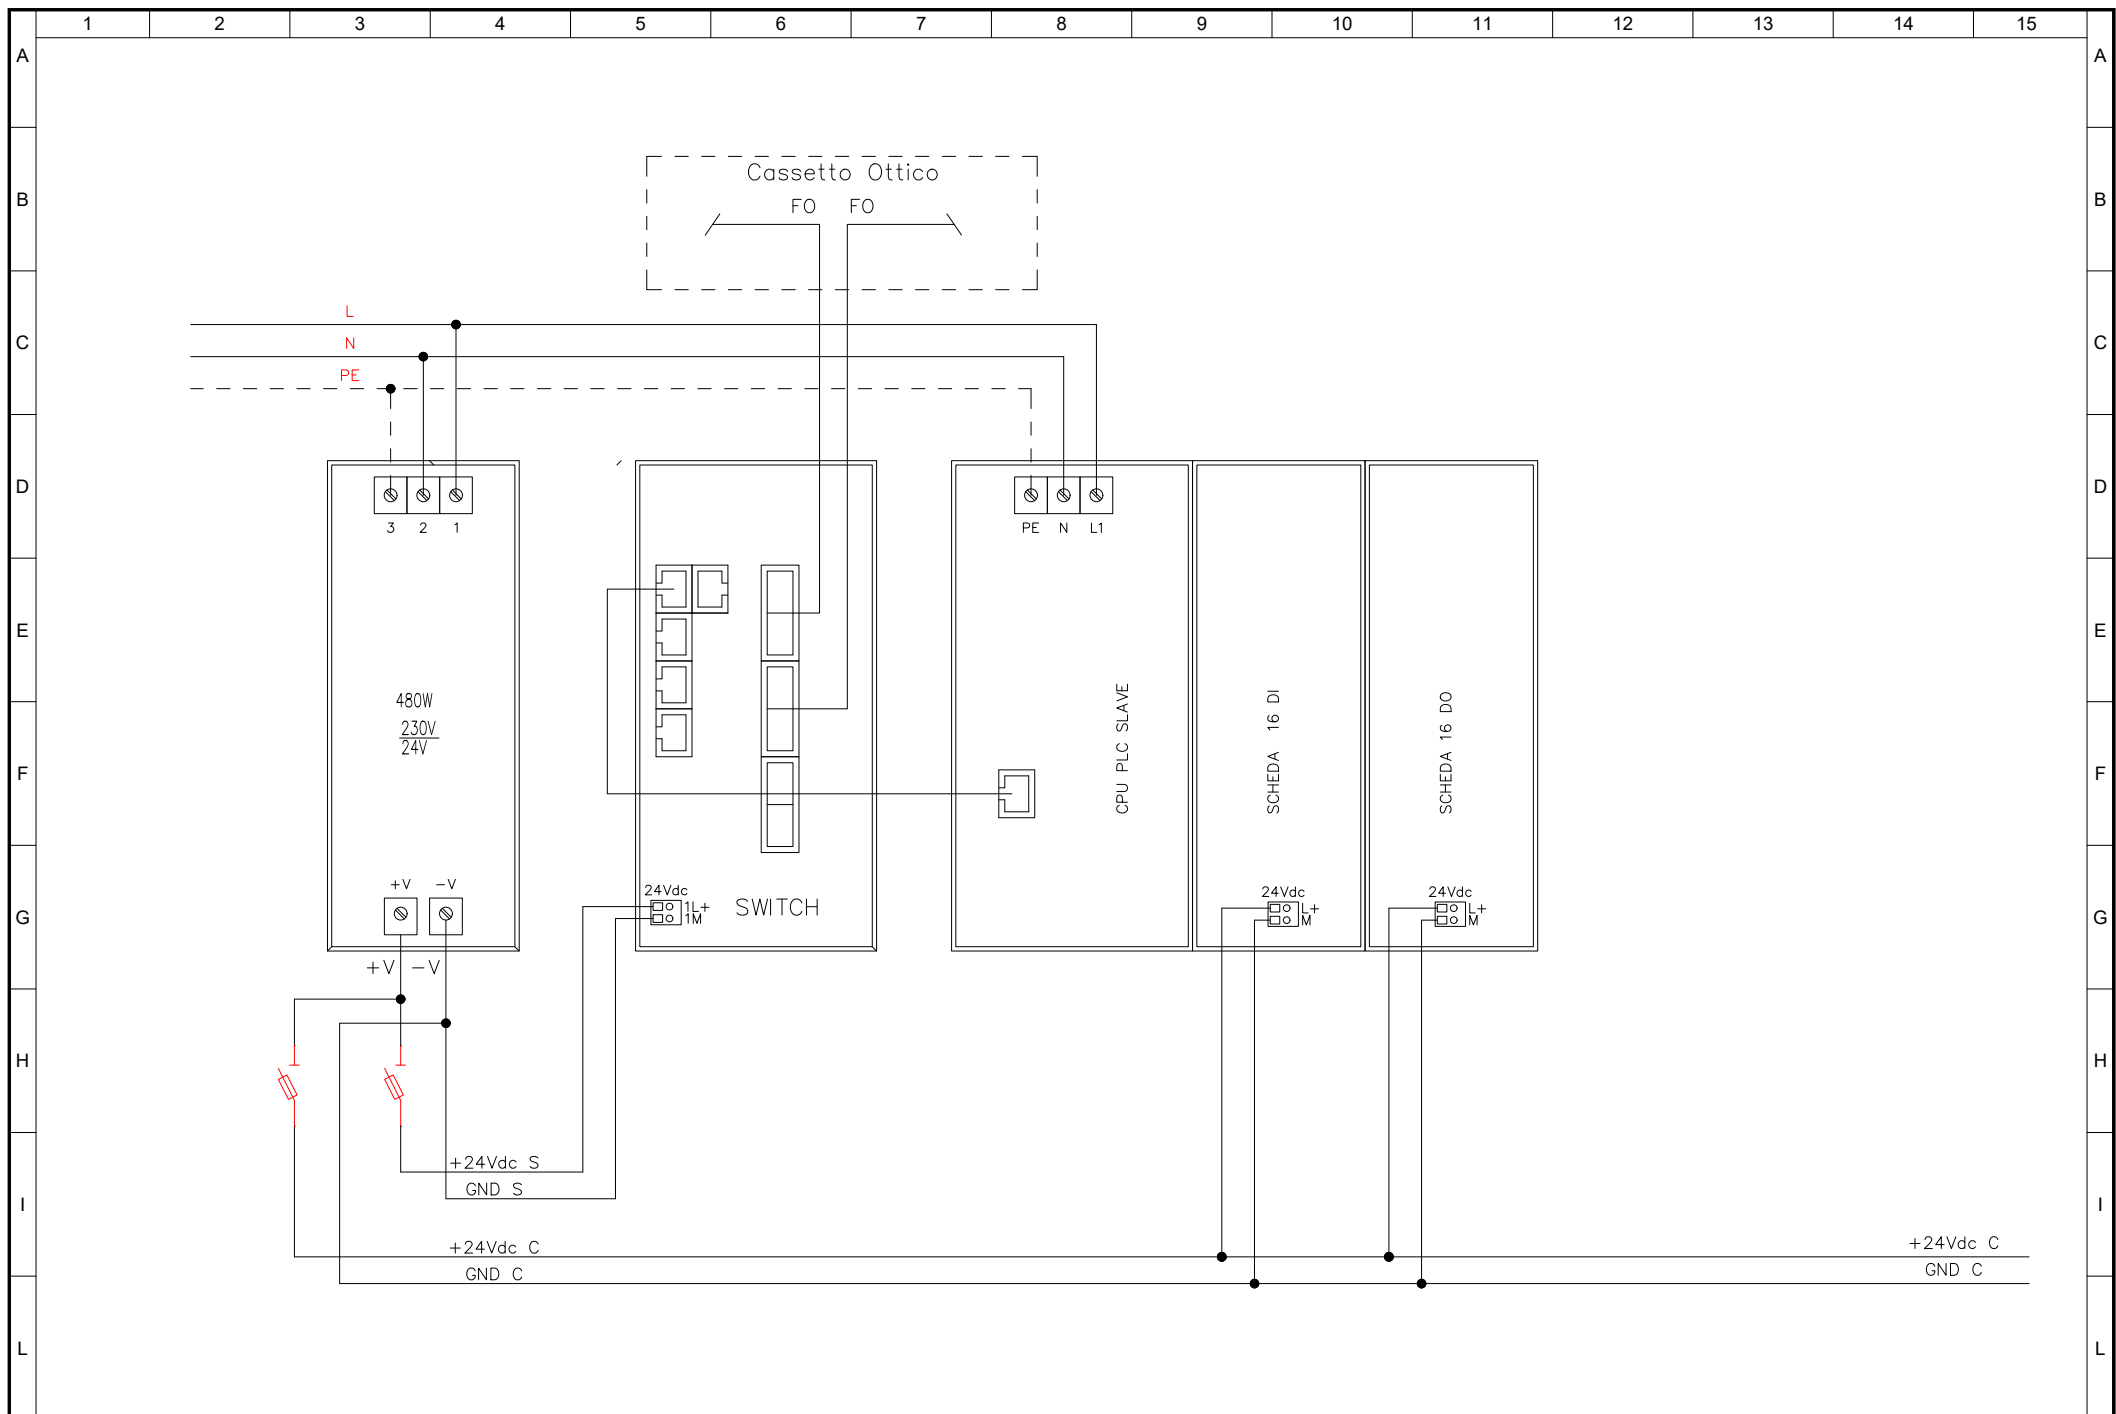 1 2 3 4 5 6 7 8 9 10 11 12 13 14 15
A A
Cassetto Ottico
B B
FO FO
L
C N C
PE
D D
3 2 1 PE N L1
E E
480W
230V
24V
CPU PLC SLAVE
SCHEDA 16 DI
SCHEDA 16 DO
F F
+V -V
24Vdc 24Vdc 24Vdc
1L+ L+ L+
1M M M
SWITCH
G G
+V -V
H H
+24Vdc S
GND S
I I
+24Vdc C +24Vdc C
GND C GND C
L L